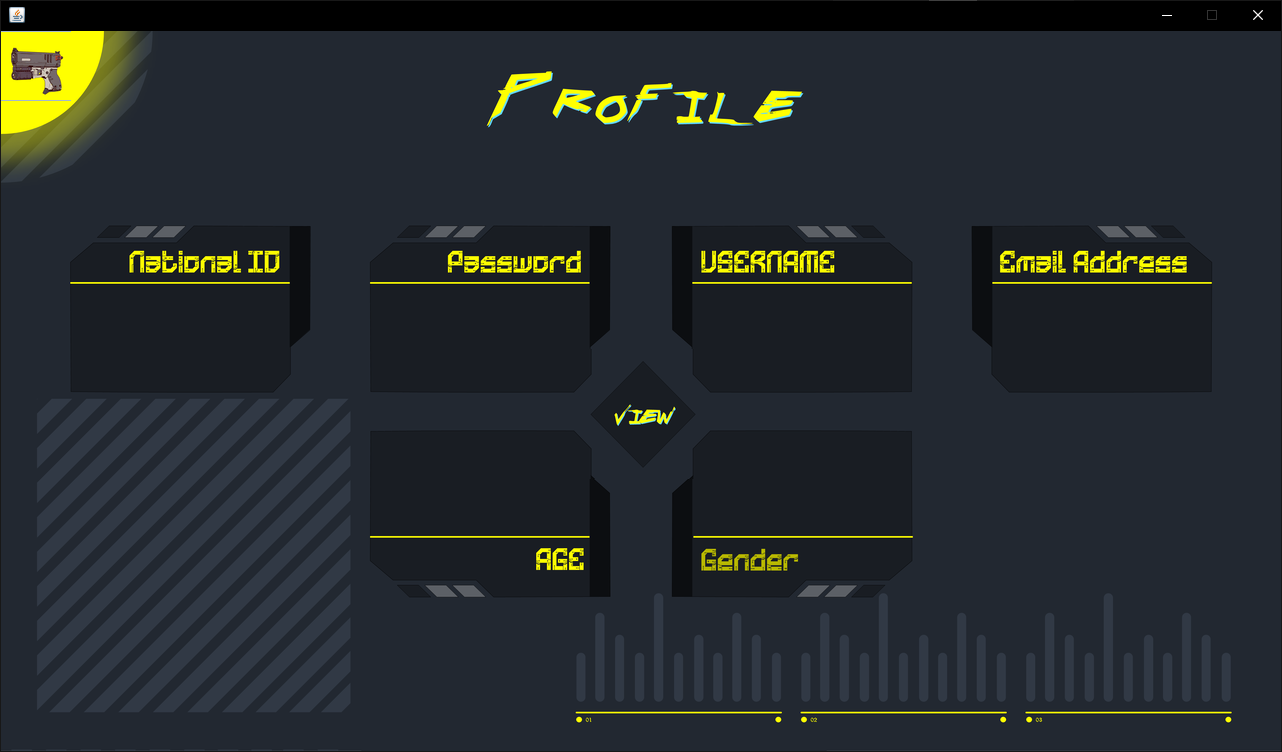 Profile
National ID
Password
USERNAME
Email Address
VIEW
AGE
Gender
01
02
03